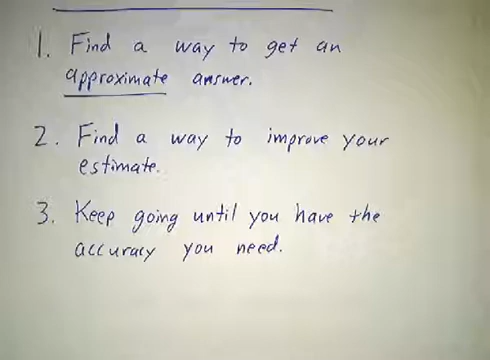 1. Find a way to get an
approximate answer.
2. Find a way to improve your
estimate.
3. Keep going until you have the
accuracy you need.